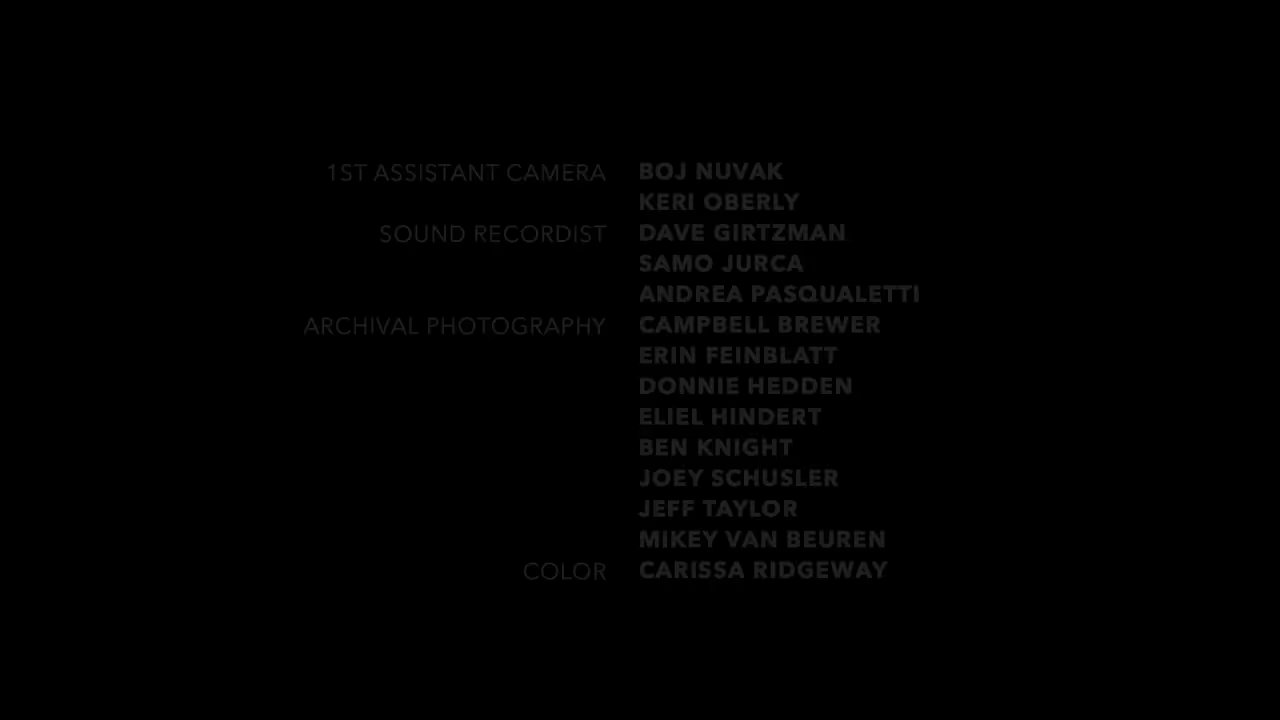 1ST ASSISTANT CAMERA BOJ NUVAK
KERI OBERLY
SOUND RECORDIST DAVE GIRTZMAN
SAMO JURCA
ANDREA PASQUALETTI
ARCHIVAL PHOTOGRAPHY CAMPBELL BREWER
ERIN FEINBLATT
DONNIE HEDDEN
ELIEL HINDERT
BEN KNIGHT
JOEY SCHUSLER
JEFF TAYLOR
MIKEY VAN BEUREN
COLOR CARISSA RIDGEWAY